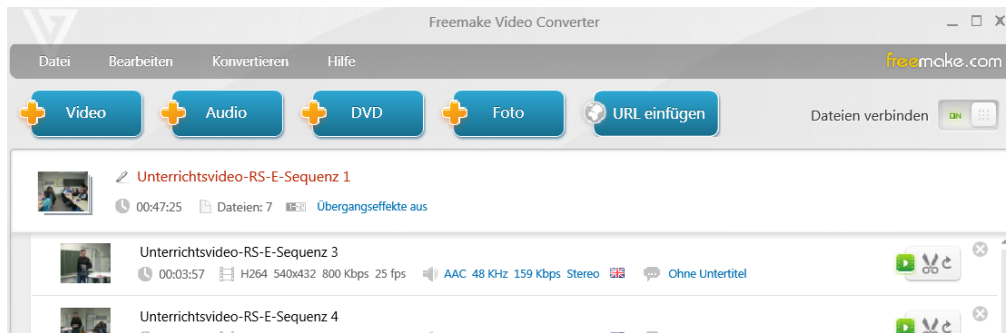 Freemake Video Converter
Datei Bearbeiten Konvertieren Hilfe freemake.com
Video Audio DVD Foto URL einfügen Dateien verbinden ON
Unterrichtsvideo-RS-E-Sequenz 1
00:47:25 Dateien: 7 Übergangseffekte aus
Unterrichtsvideo-RS-E-Sequenz 3
00:03:57 H264 540x432 800 Kbps 25 fps AAC 48 KHz 159 Kbps Stereo Ohne Untertitel
Unterrichtsvideo-RS-E-Sequenz 4